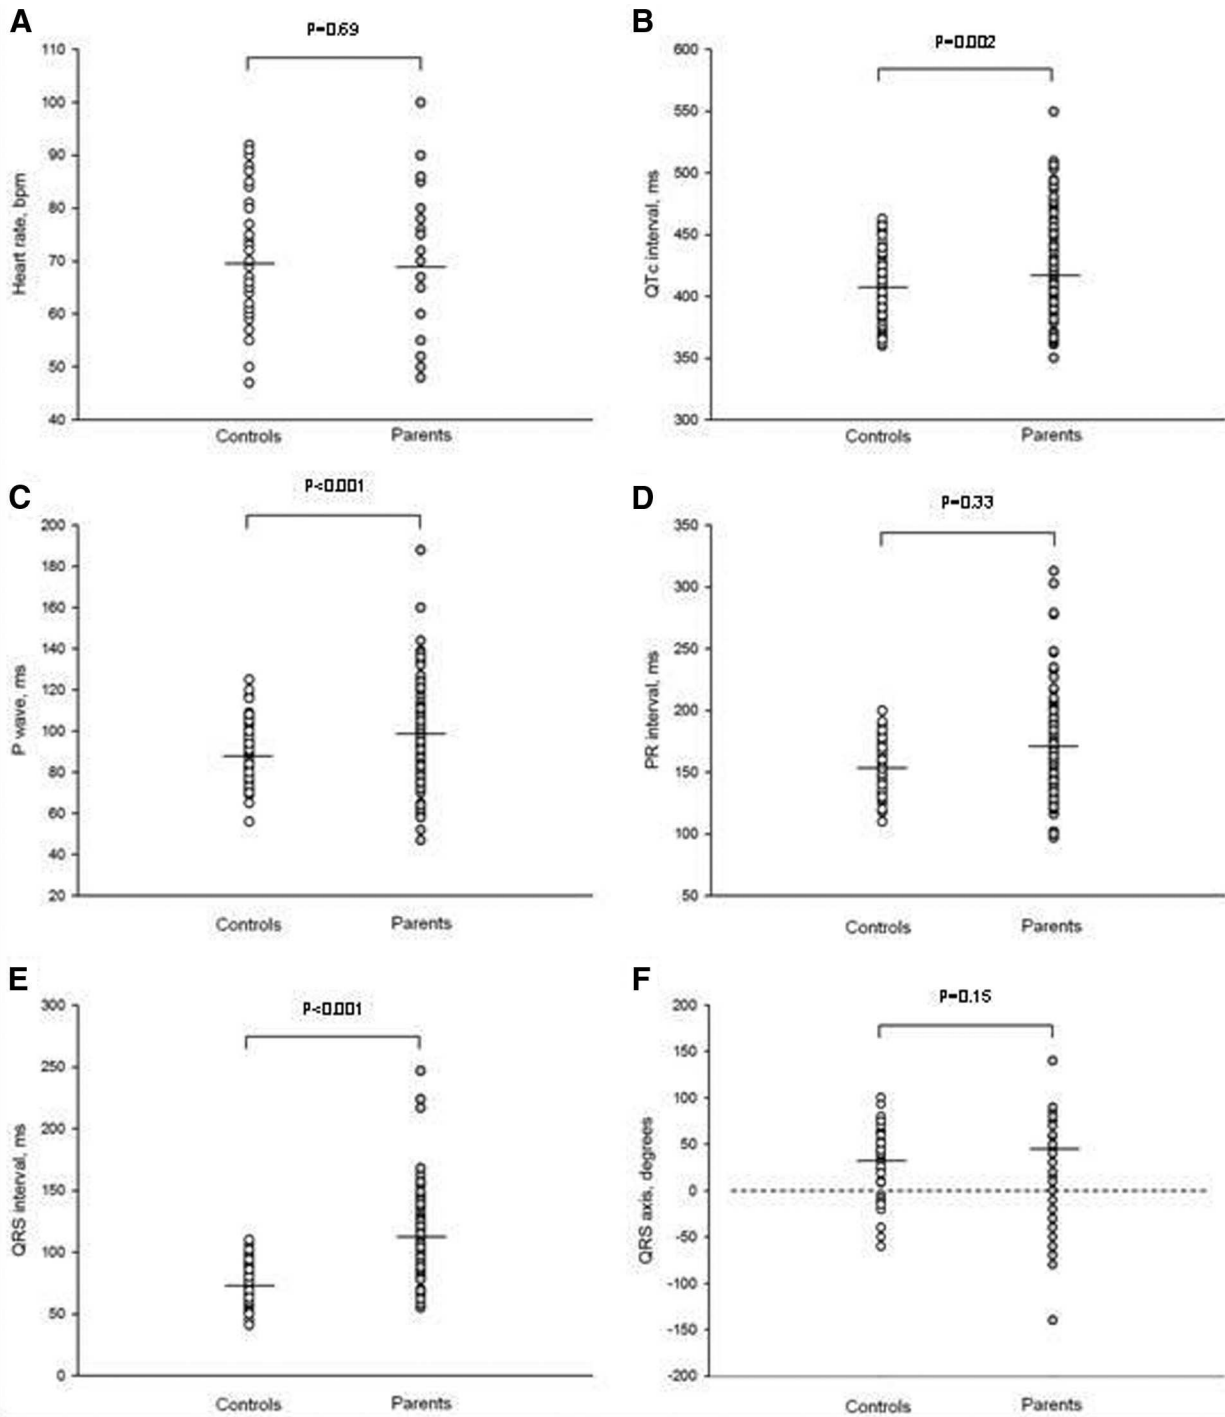 A
P=0.69
110
100
90
80
70
60
50
40
Heart rate, bpm
Controls
Parents
B
P=0.002
600
550
500
450
400
350
300
QTc interval, ms
Controls
Parents
C
P<0.001
200
180
160
140
120
100
80
60
40
20
P wave, ms
Controls
Parents
D
P=0.33
350
300
250
200
150
100
50
PR interval, ms
Controls
Parents
E
P<0.001
300
250
200
150
100
50
0
QRS interval, ms
Controls
Parents
F
P=0.15
200
150
100
50
0
-50
-100
-150
-200
QRS axis, degrees
Controls
Parents